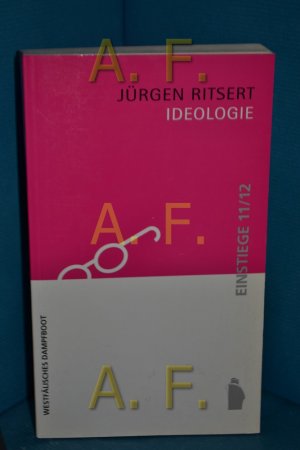 A. F.
JÜRGEN RITSERT
IDEOLOGIE
EINSTIEGE 11/12
A. F.
WESTFÄLISCHES DAMPFBOOT
A. F.